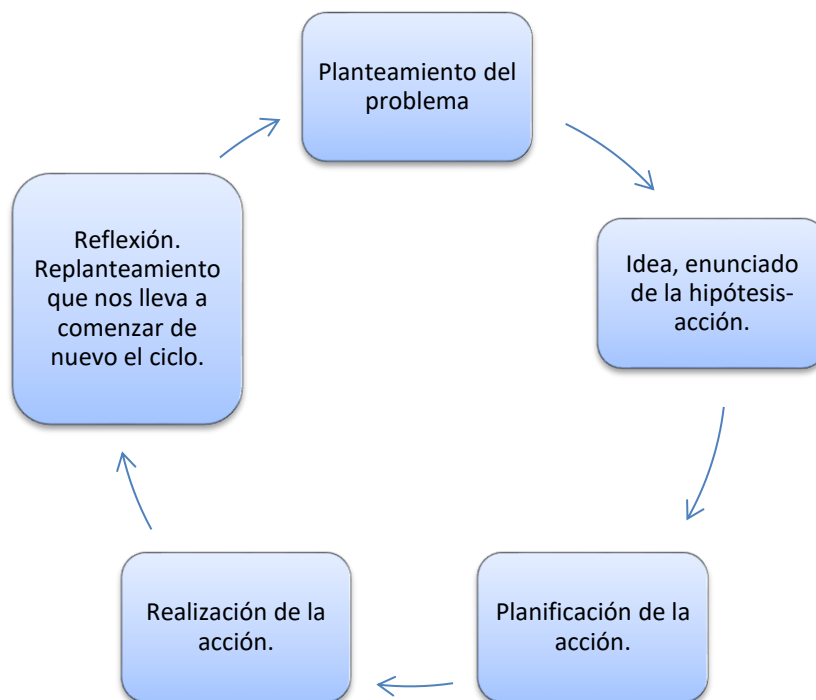 Planteamiento del
problema
Idea, enunciado
de la hipótesis-
acción.
Planificación de la
acción.
Realización de la
acción.
Reflexión.
Replanteamiento
que nos lleva a
comenzar de
nuevo el ciclo.